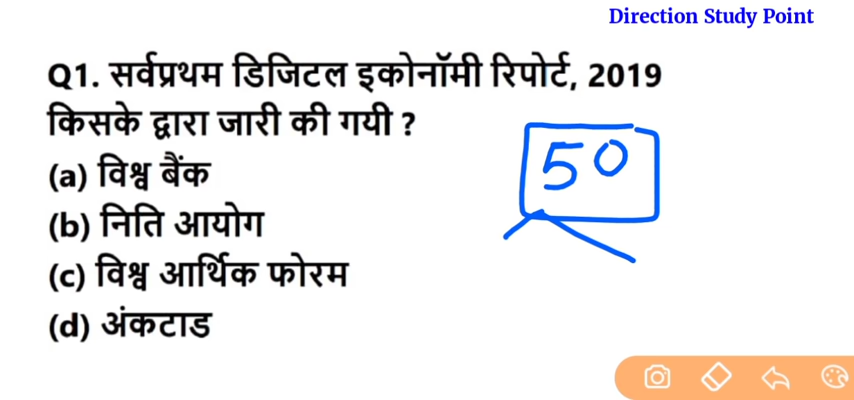 Direction Study Point
Q1. सर्वप्रथम डिजिटल इकोनॉमी रिपोर्ट, 2019
किसके द्वारा जारी की गयी ?
50
(a) विश्व बैंक
(b) निति आयोग
(c) विश्व आर्थिक फोरम
(d) अंकटाड